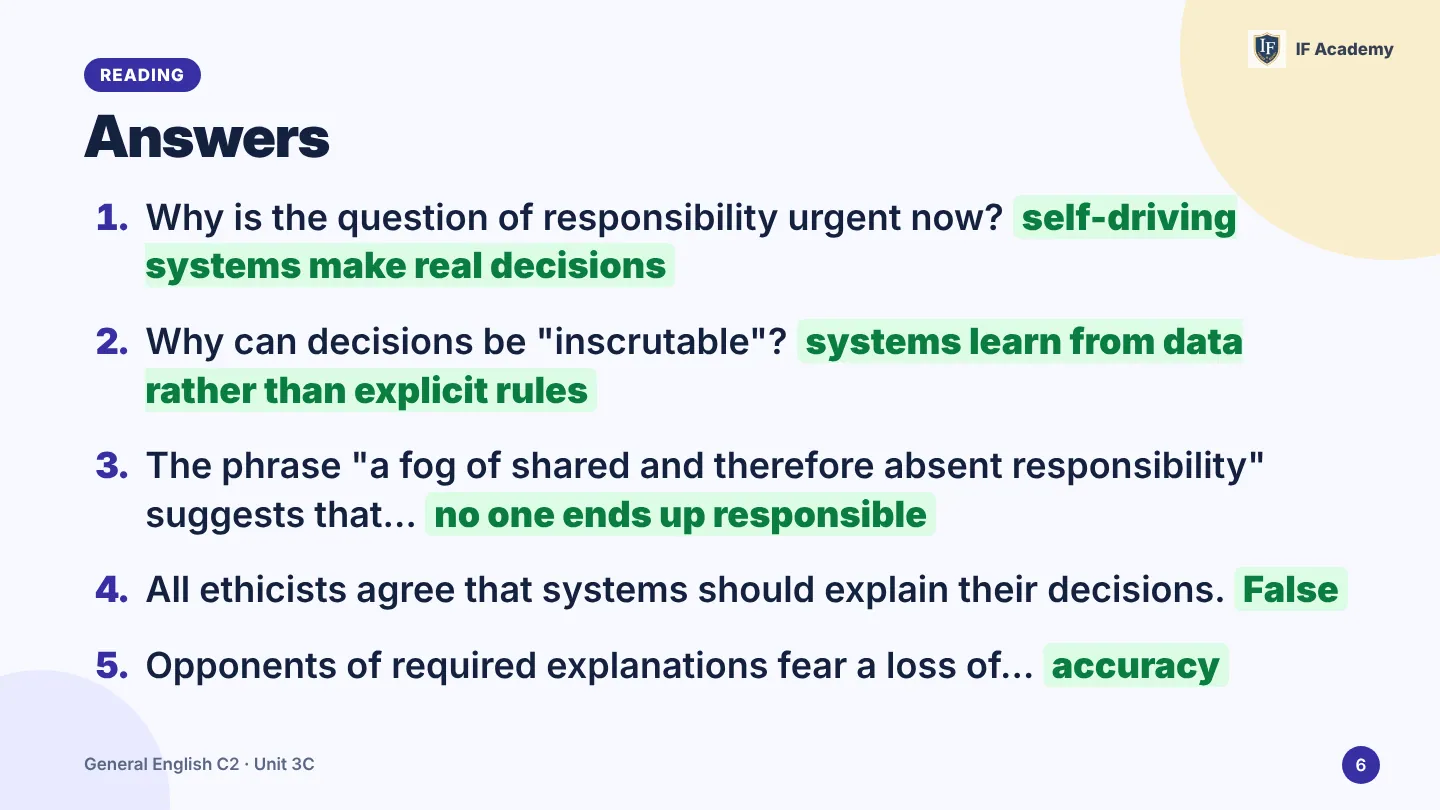 IF
IF Academy
READING
Answers
1. Why is the question of responsibility urgent now? self-driving
systems make real decisions
2. Why can decisions be "inscrutable"? systems learn from data
rather than explicit rules
3. The phrase "a fog of shared and therefore absent responsibility"
suggests that... no one ends up responsible
4. All ethicists agree that systems should explain their decisions. False
5. Opponents of required explanations fear a loss of... accuracy
General English C2 · Unit 3C
6